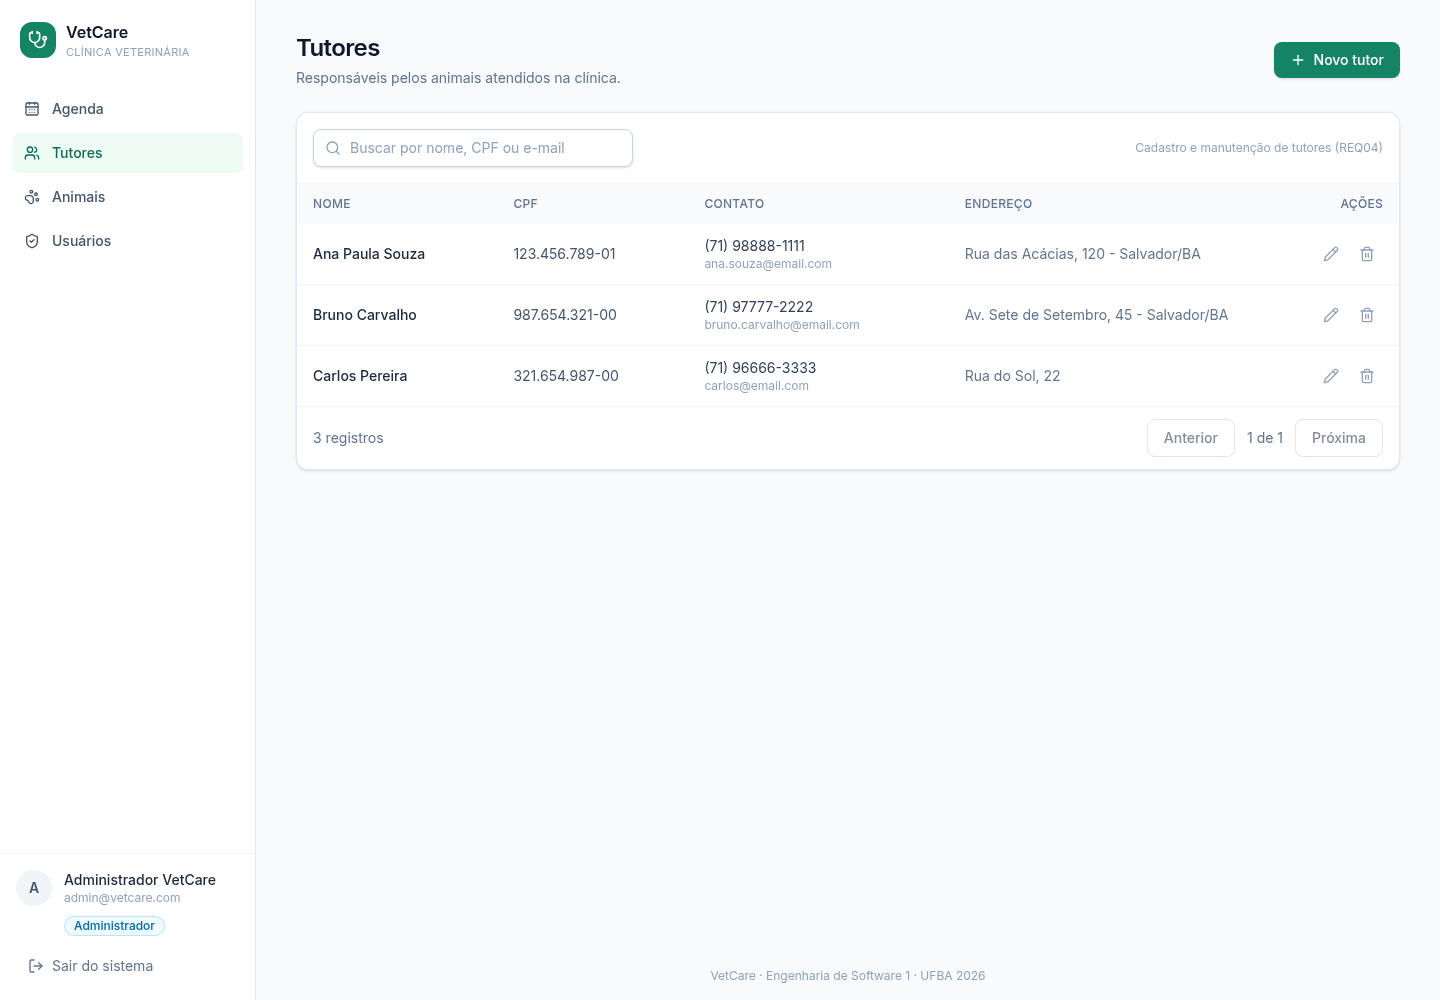 VetCare
CLÍNICA VETERINÁRIA
Agenda
Tutores
Animais
Usuários
A
Administrador VetCare
admin@vetcare.com
Administrador
Sair do sistema
Tutores
Responsáveis pelos animais atendidos na clínica.
Novo tutor
Buscar por nome, CPF ou e-mail
Cadastro e manutenção de tutores (REQ04)
NOME CPF CONTATO ENDEREÇO AÇÕES
Ana Paula Souza 123.456.789-01 (71) 98888-1111 Rua das Acácias, 120 - Salvador/BA
ana.souza@email.com
Bruno Carvalho 987.654.321-00 (71) 97777-2222 Av. Sete de Setembro, 45 - Salvador/BA
bruno.carvalho@email.com
Carlos Pereira 321.654.987-00 (71) 96666-3333 Rua do Sol, 22
carlos@email.com
3 registros Anterior 1 de 1 Próxima
VetCare · Engenharia de Software 1 · UFBA 2026